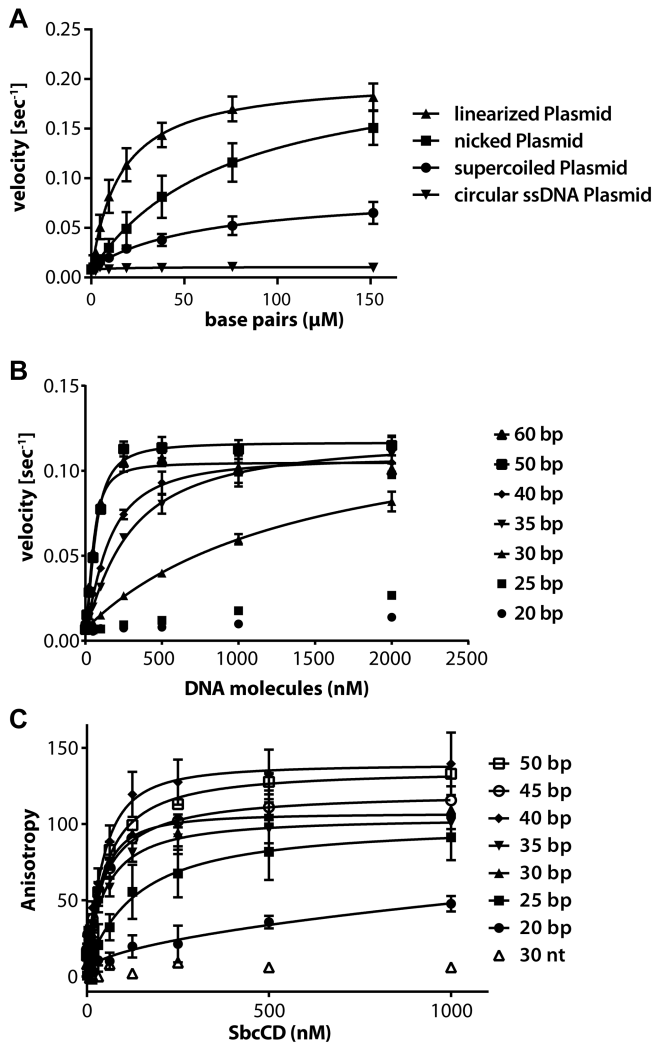 A
0.25
0.20
0.15
0.10
0.05
0.00
velocity [sec⁻¹]
0 50 100 150
base pairs (µM)
linearized Plasmid
nicked Plasmid
supercoiled Plasmid
circular ssDNA Plasmid
B
0.15
0.10
0.05
0.00
velocity [sec⁻¹]
0 500 1000 1500 2000 2500
DNA molecules (nM)
60 bp
50 bp
40 bp
35 bp
30 bp
25 bp
20 bp
C
150
100
50
0
Anisotropy
0 500 1000
SbcCD (nM)
50 bp
45 bp
40 bp
35 bp
30 bp
25 bp
20 bp
30 nt